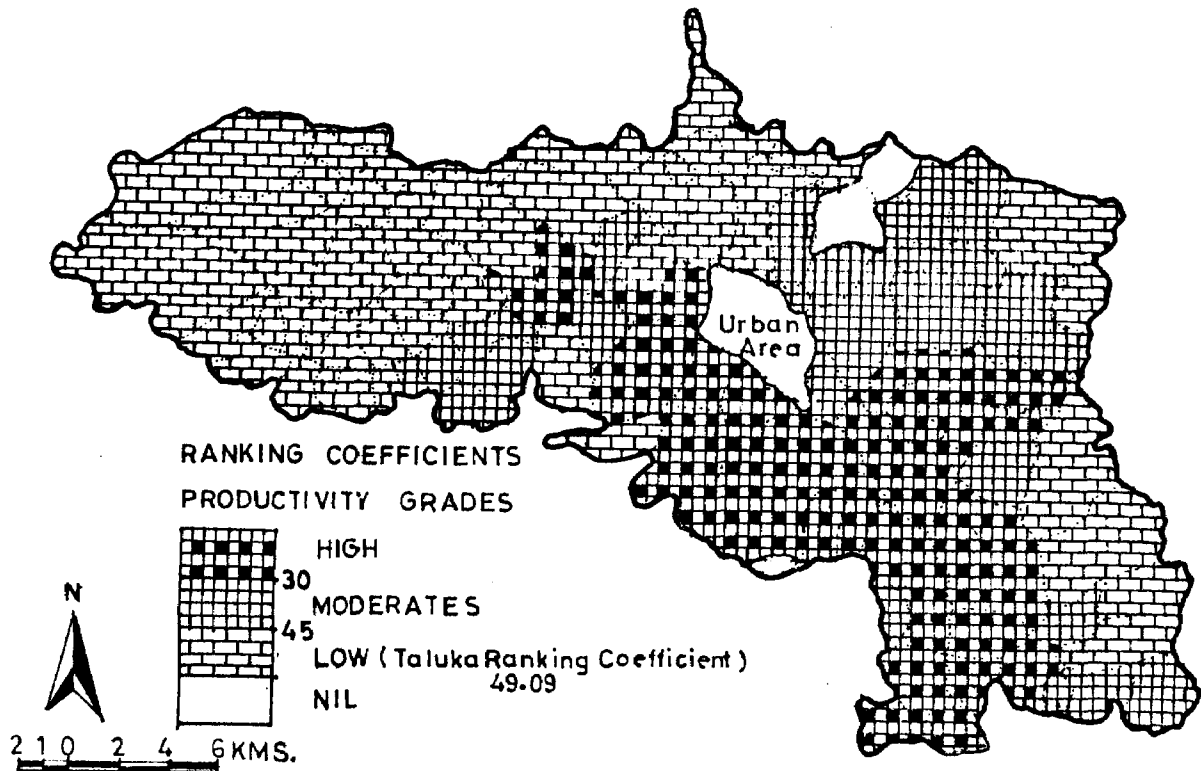 Urban
Area
RANKING COEFFICIENTS
PRODUCTIVITY GRADES
HIGH
30
MODERATES
45
LOW (Taluka Ranking Coefficient)
49.09
NIL
N
2 1 0 2 4 6 KMS.